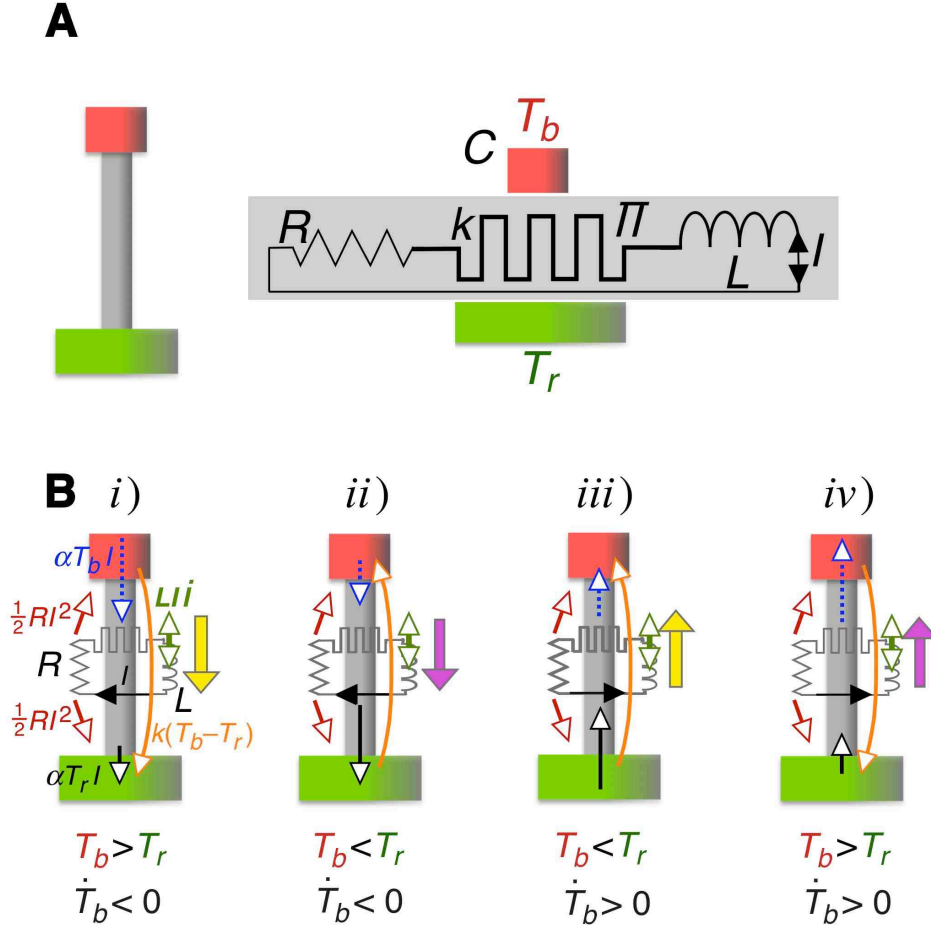 A
T_b
C
R k Π I
L
T_r
B i) ii) iii) iv)
αT_b I
LİI
½RI²
R I
L
½RI²
k(T_b–T_r)
αT_r I
T_b>T_r T_b<T_r T_b<T_r T_b>T_r
Ṫ_b<0 Ṫ_b<0 Ṫ_b>0 Ṫ_b>0